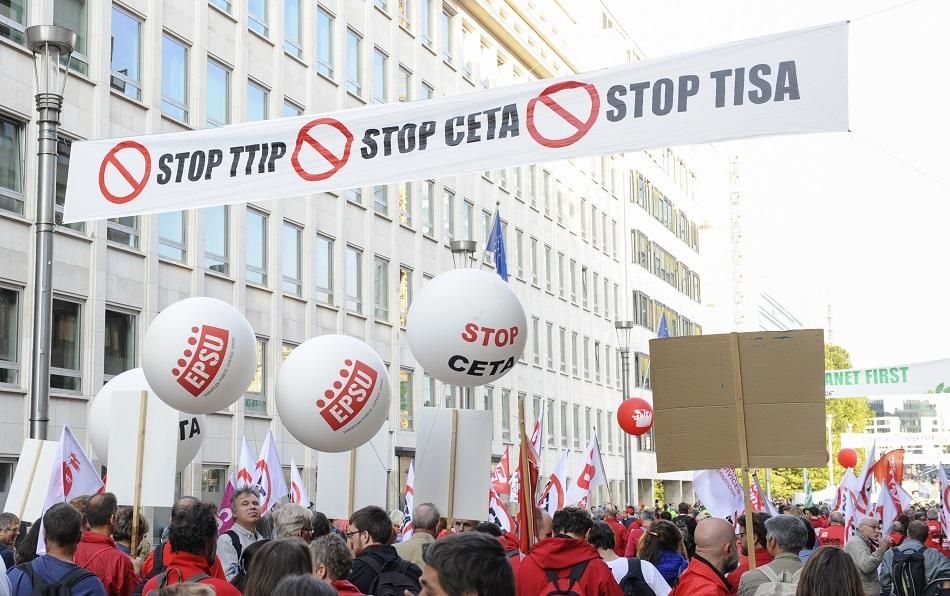 STOP TTIP STOP CETA STOP TISA
EPSU
EPSU
STOP
CETA
TA
ANET FIRST